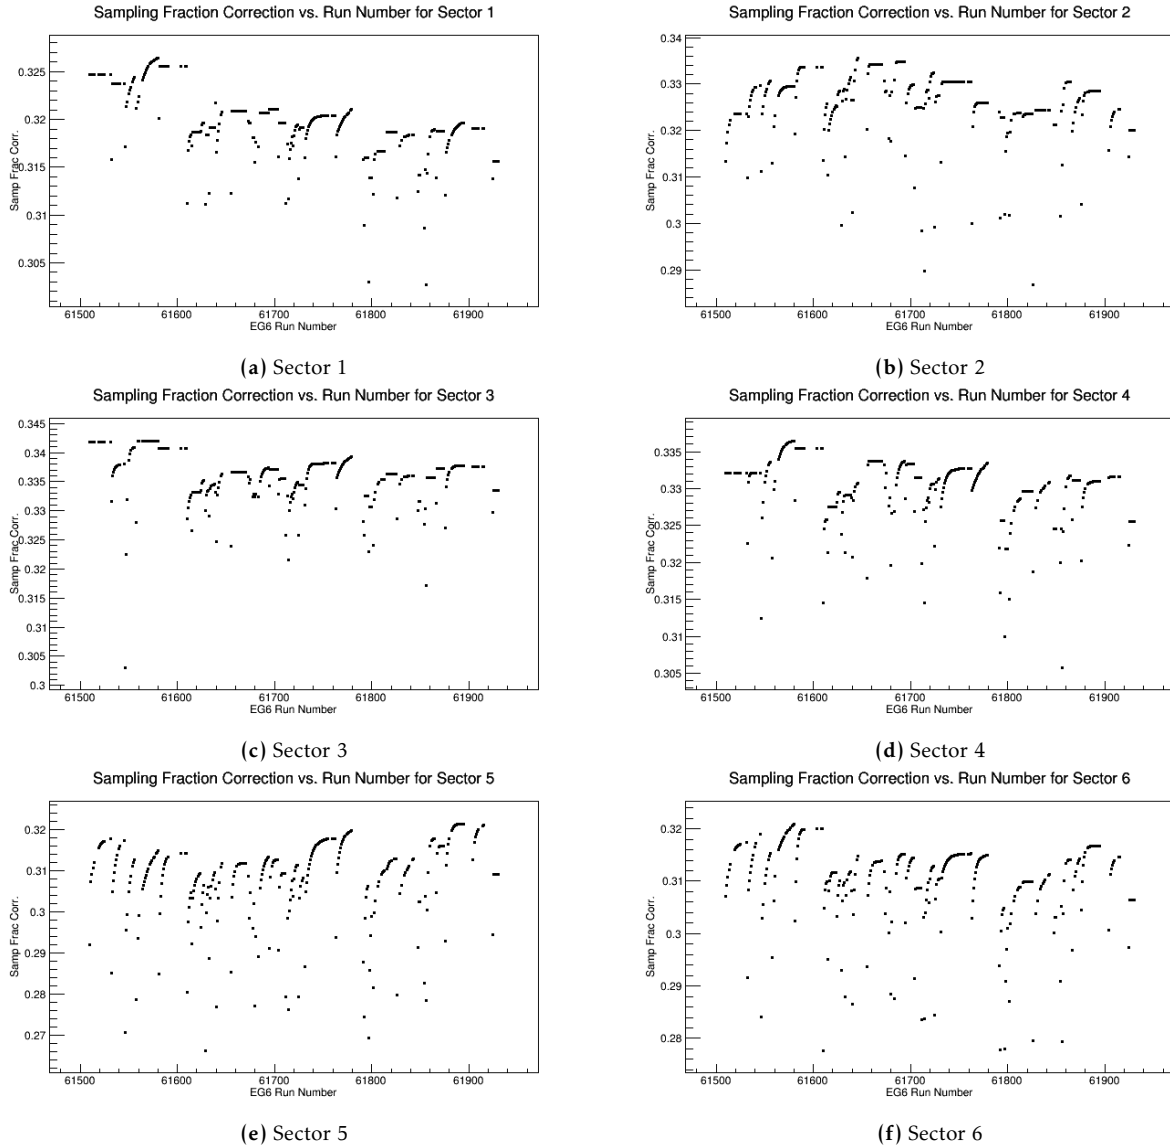 Sampling Fraction Correction vs. Run Number for Sector 1
Samp Frac Corr.
0.325
0.32
0.315
0.31
0.305
61500 61600 61700 61800 61900
EG6 Run Number
(a) Sector 1
Sampling Fraction Correction vs. Run Number for Sector 2
Samp Frac Corr.
0.34
0.33
0.32
0.31
0.3
0.29
61500 61600 61700 61800 61900
EG6 Run Number
(b) Sector 2
Sampling Fraction Correction vs. Run Number for Sector 3
Samp Frac Corr.
0.345
0.34
0.335
0.33
0.325
0.32
0.315
0.31
0.305
0.3
61500 61600 61700 61800 61900
EG6 Run Number
(c) Sector 3
Sampling Fraction Correction vs. Run Number for Sector 4
Samp Frac Corr.
0.335
0.33
0.325
0.32
0.315
0.31
0.305
61500 61600 61700 61800 61900
EG6 Run Number
(d) Sector 4
Sampling Fraction Correction vs. Run Number for Sector 5
Samp Frac Corr.
0.32
0.31
0.3
0.29
0.28
0.27
61500 61600 61700 61800 61900
EG6 Run Number
(e) Sector 5
Sampling Fraction Correction vs. Run Number for Sector 6
Samp Frac Corr.
0.32
0.31
0.3
0.29
0.28
61500 61600 61700 61800 61900
EG6 Run Number
(f) Sector 6